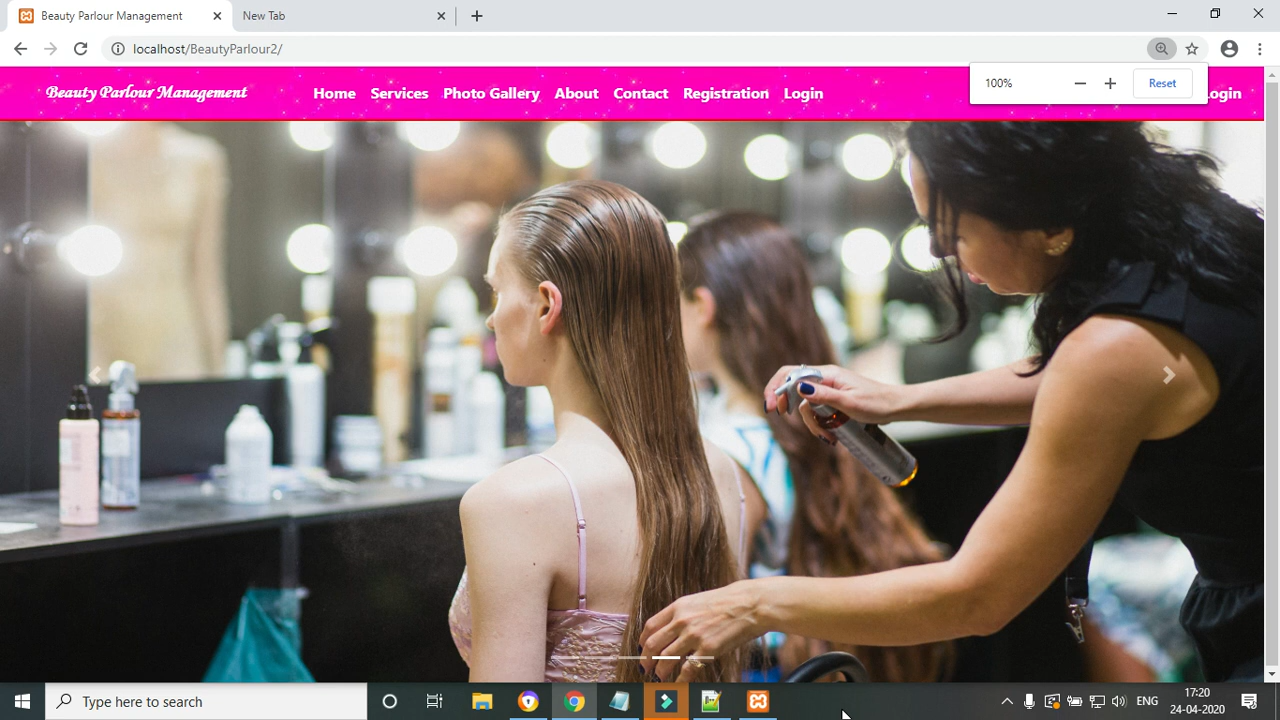 Beauty Parlour Management
New Tab
localhost/BeautyParlour2/
100%
Reset
Beauty Parlour Management
Home Services Photo Gallery About Contact Registration Login
Login
Type here to search
ENG
17:20
24-04-2020